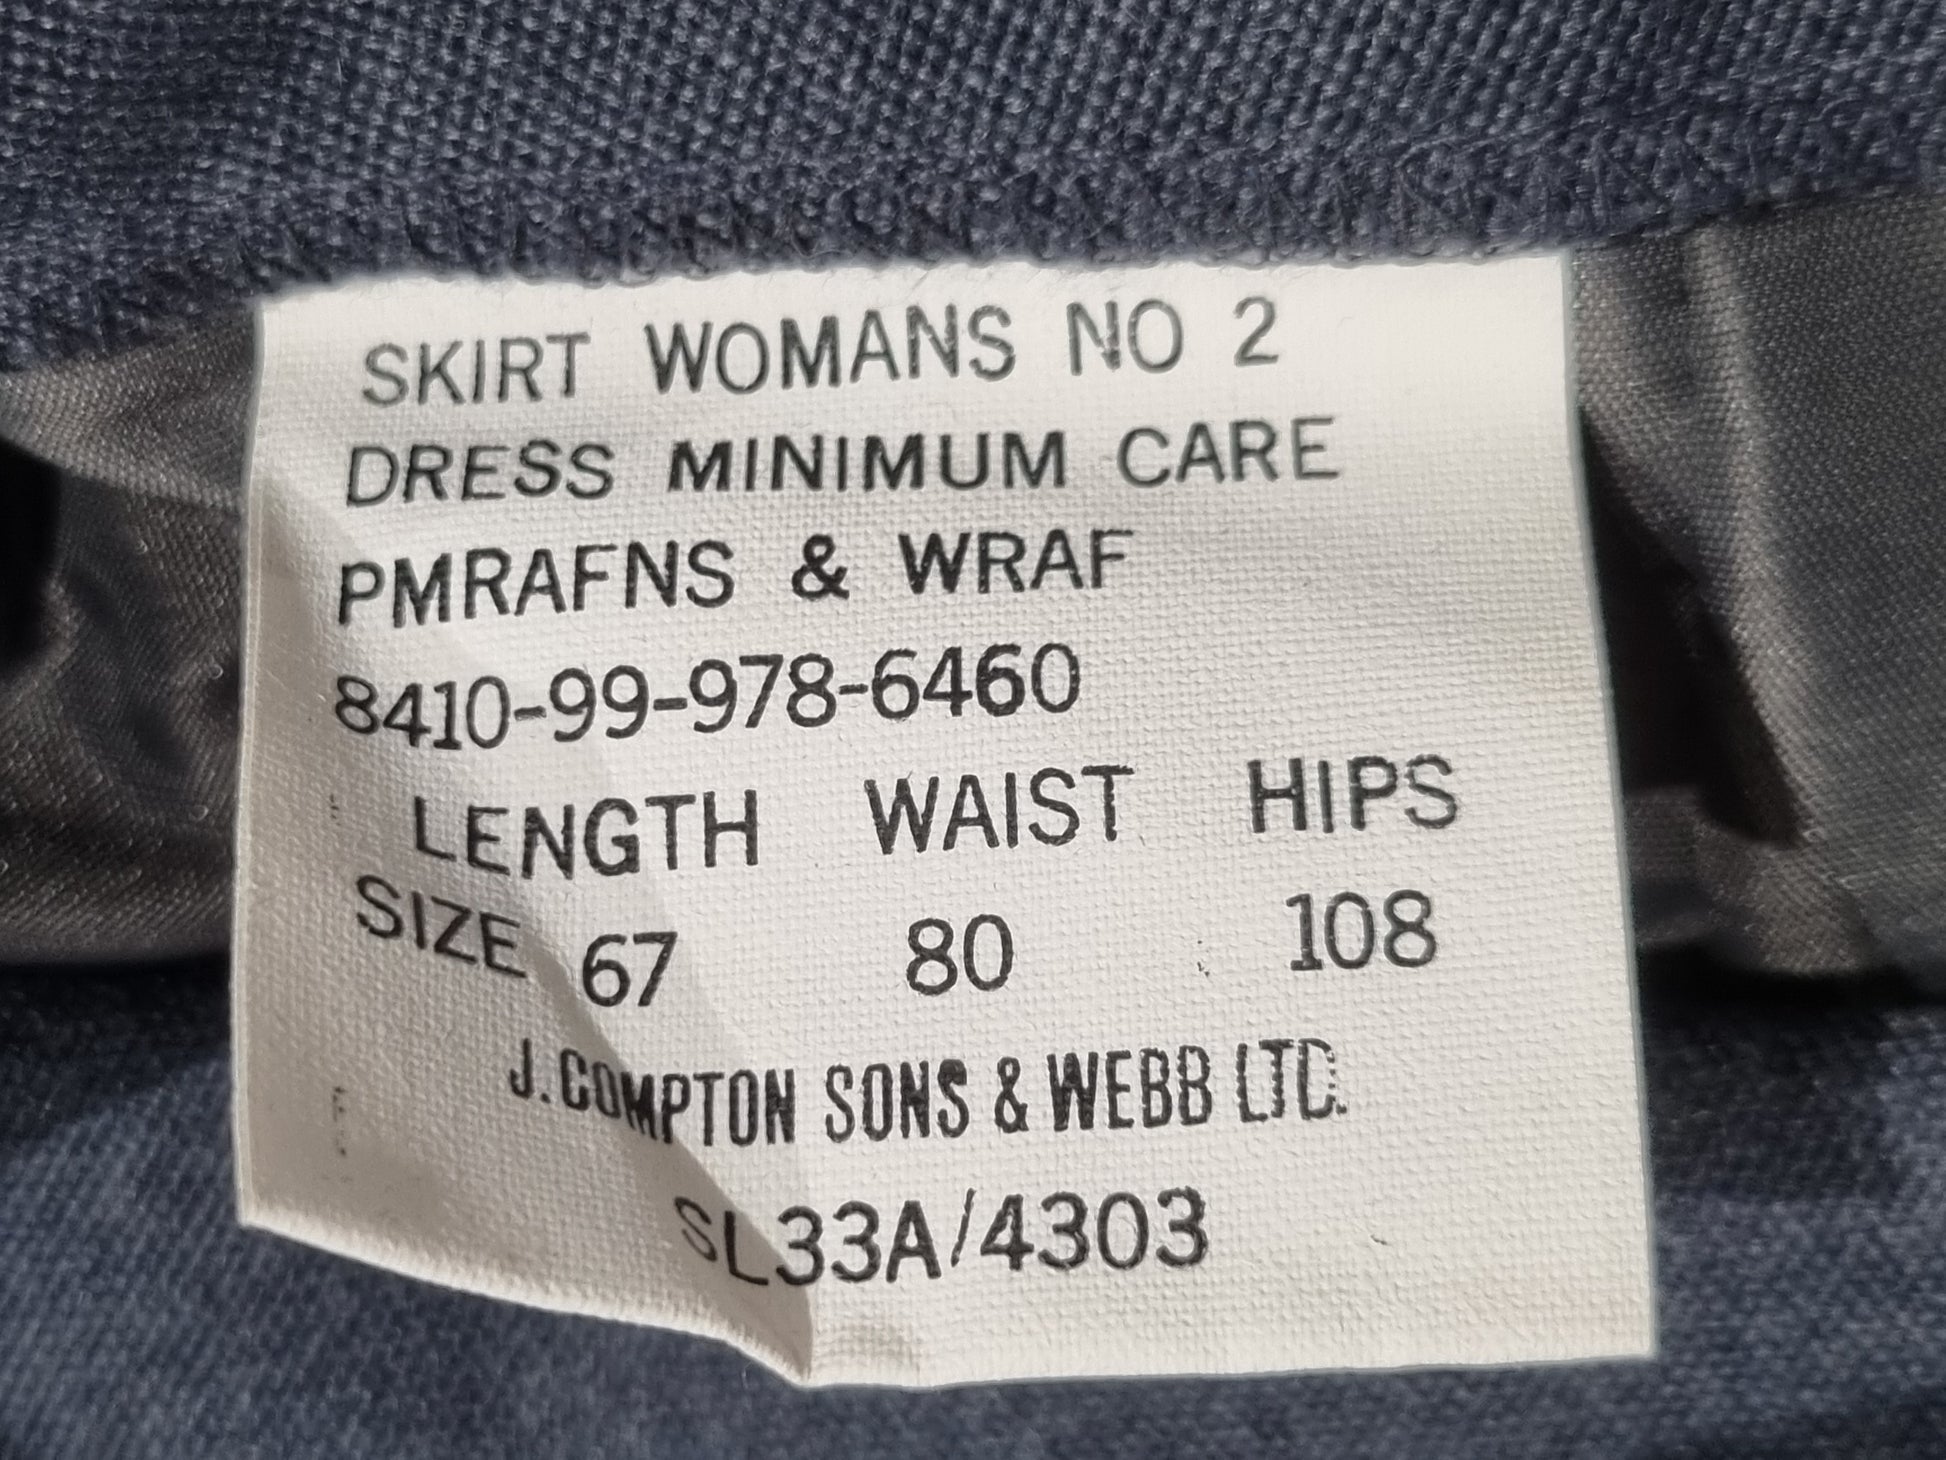 SKIRT WOMANS NO 2
DRESS MINIMUM CARE
PMRAFNS & WRAF
8410-99-978-6460
LENGTH WAIST HIPS
SIZE 67 80 108
J. COMPTON SONS & WEBB LTD.
SL33A/4303